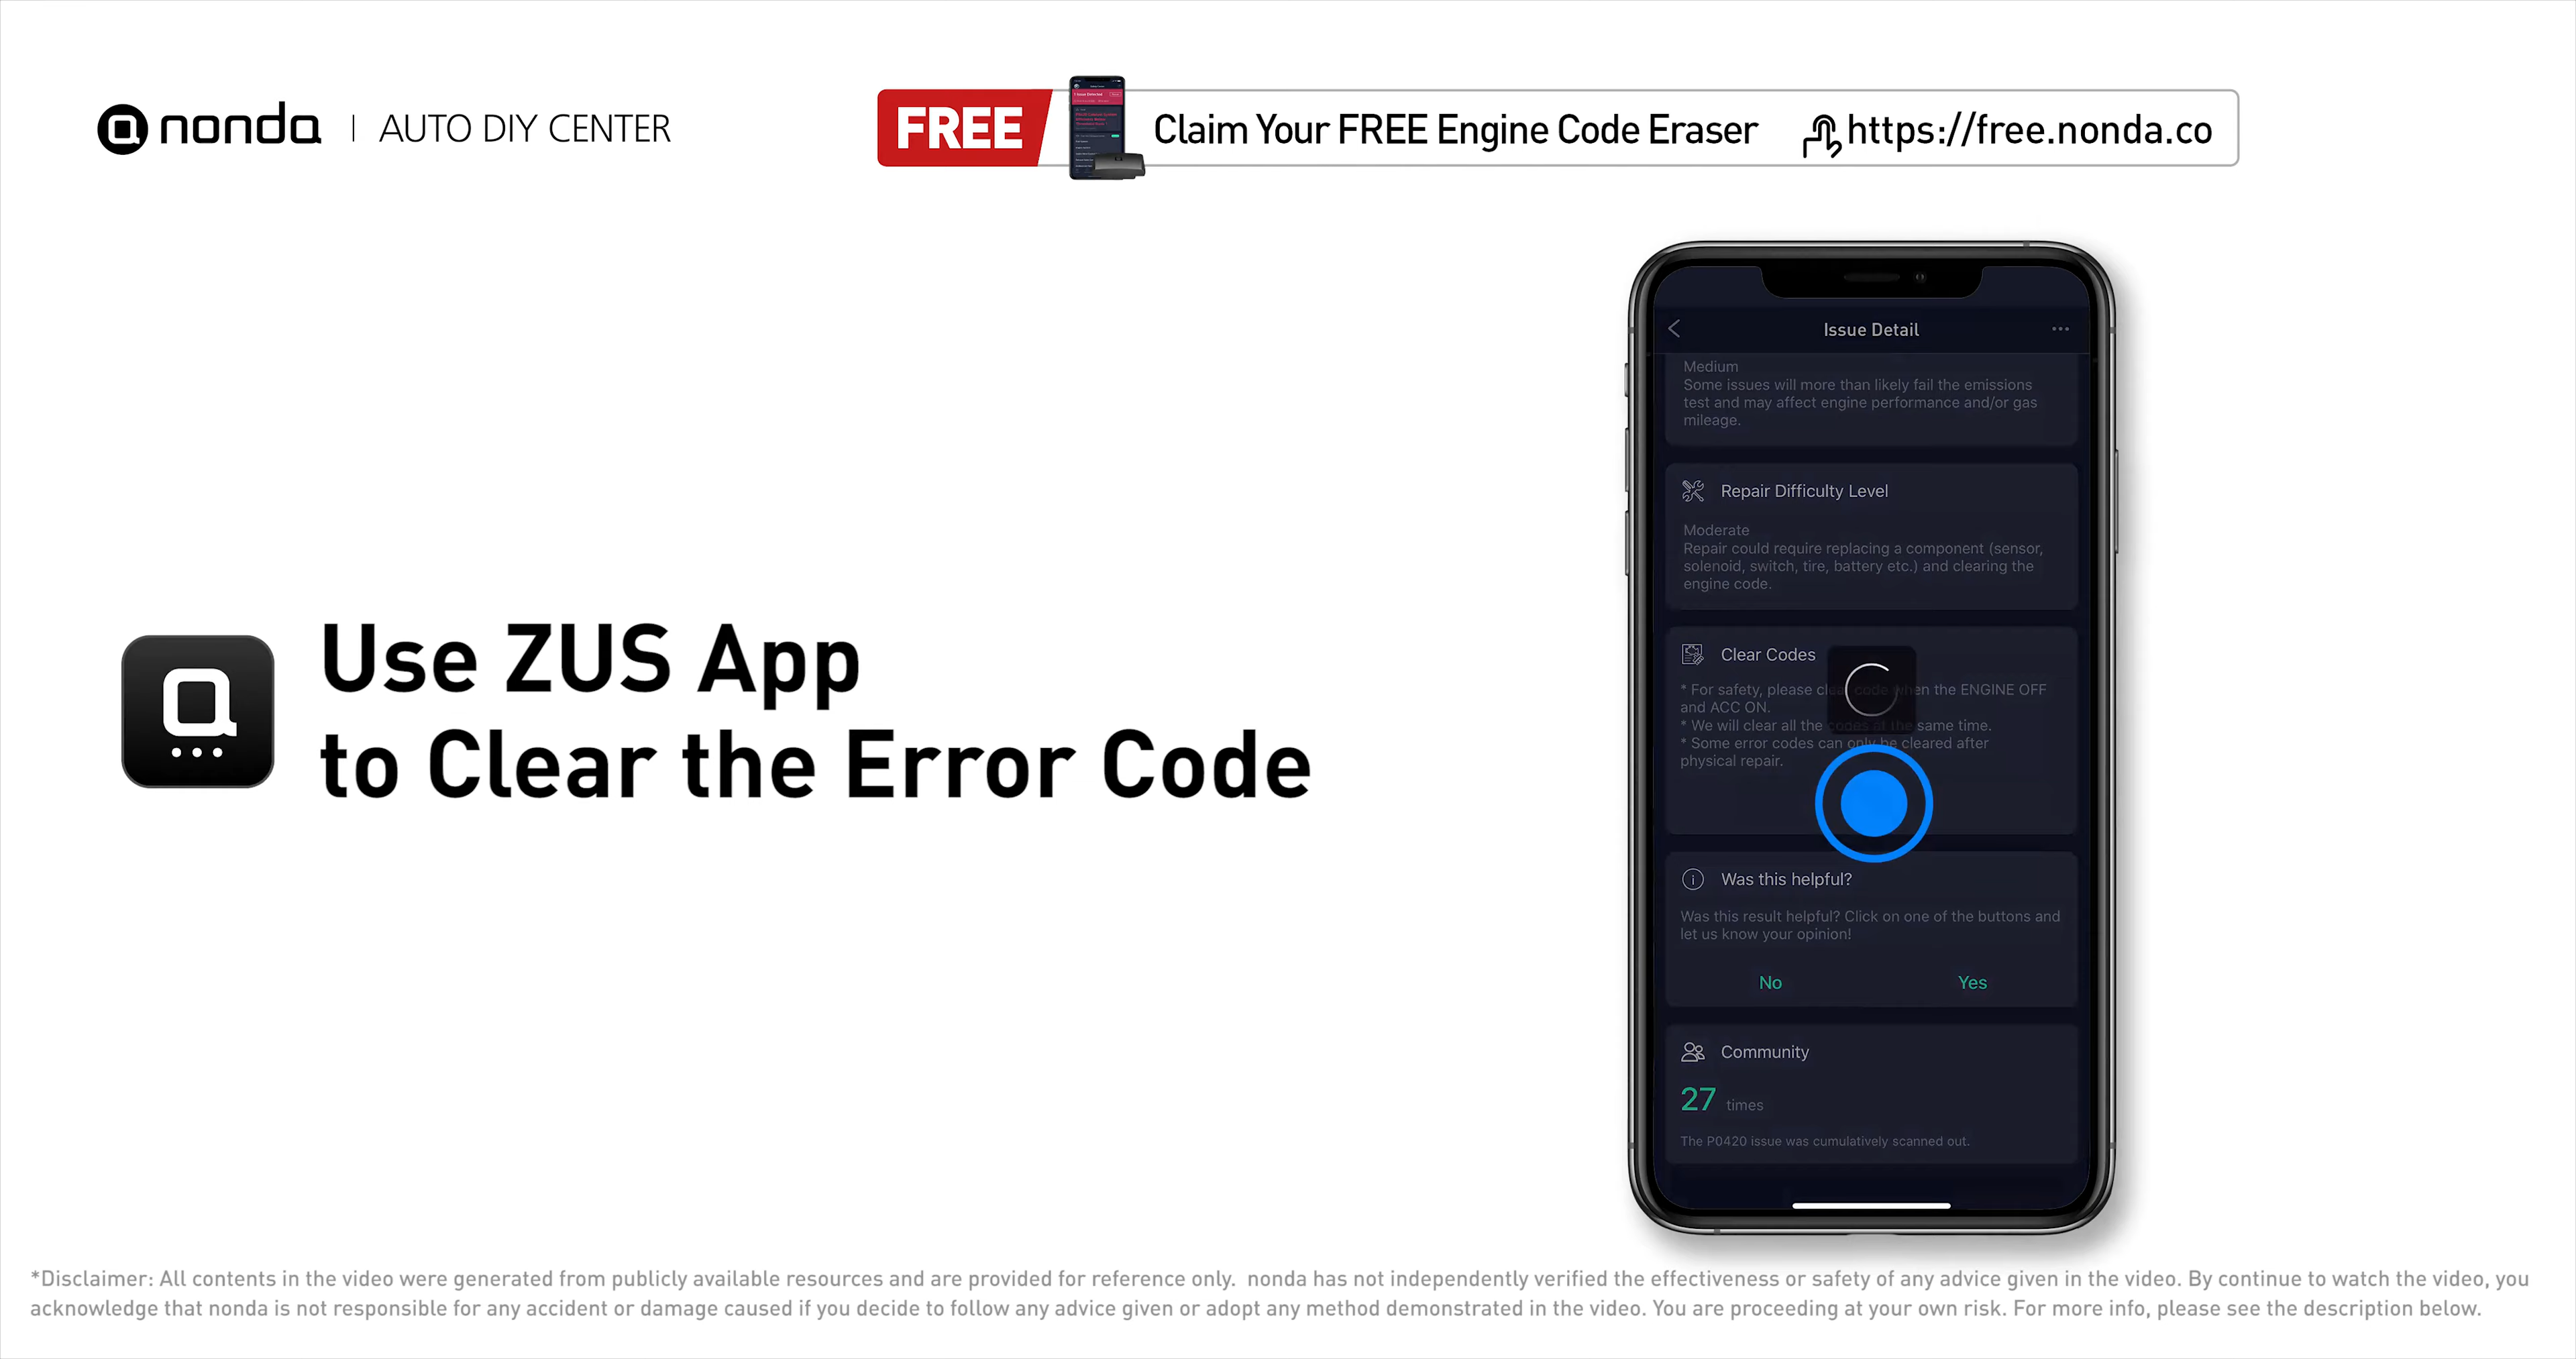 nonda | AUTO DIY CENTER
FREE Claim Your FREE Engine Code Eraser https://free.nonda.co
Use ZUS App
to Clear the Error Code
Issue Detail
Medium
Some issues will more than likely fail the emissions
test and may affect engine performance and/or gas
mileage.
Repair Difficulty Level
Moderate
Repair could require replacing a component (sensor,
solenoid, switch, tire, battery etc.) and clearing the
engine code.
Clear Codes
* For safety, please clear code when the ENGINE OFF
and ACC ON.
* We will clear all the codes at the same time.
* Some error codes can only be cleared after
physical repair.
Was this helpful?
Was this result helpful? Click on one of the buttons and
let us know your opinion!
No Yes
Community
27 times
The P0420 issue was cumulatively scanned out.
*Disclaimer: All contents in the video were generated from publicly available resources and are provided for reference only. nonda has not independently verified the effectiveness or safety of any advice given in the video. By continue to watch the video, you
acknowledge that nonda is not responsible for any accident or damage caused if you decide to follow any advice given or adopt any method demonstrated in the video. You are proceeding at your own risk. For more info, please see the description below.